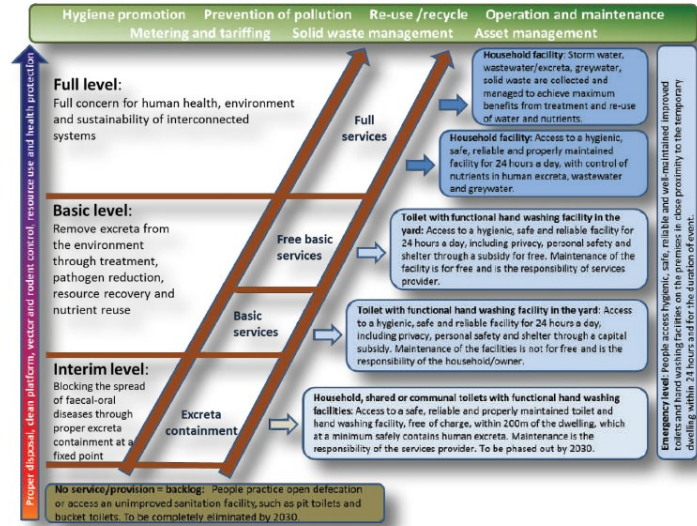 Hygiene promotion Prevention of pollution Re-use /recycle Operation and maintenance
Metering and tariffing Solid waste management Asset management
Proper disposal, clean platform, vector and rodent control, resource use and health protection
Full level:
Full concern for human health, environment
and sustainability of interconnected
systems
Full
services
Household facility: Storm water,
wastewater/excreta, greywater,
solid waste are collected and
managed to achieve maximum
benefits from treatment and re-use
of water and nutrients.
Household facility: Access to a hygienic,
safe, reliable and properly maintained
facility for 24 hours a day, with control of
nutrients in human excreta, wastewater
and greywater.
Basic level:
Remove excreta from
the environment
through treatment,
pathogen reduction,
resource recovery and
nutrient reuse
Free basic
services
Toilet with functional hand washing facility in the
yard: Access to a hygienic, safe and reliable facility for
24 hours a day, including privacy, personal safety and
shelter through a subsidy for free. Maintenance of the
facility is for free and is the responsibility of services
provider.
Basic
services
Toilet with functional hand washing facility in the yard: Access
to a hygienic, safe and reliable facility for 24 hours a day,
including privacy, personal safety and shelter through a capital
subsidy. Maintenance of the facilities is not for free and is the
responsibility of the household/owner.
Interim level:
Blocking the spread
of faecal-oral
diseases through
proper excreta
containment at a
fixed point
Excreta
containment
Household, shared or communal toilets with functional hand washing
facilities: Access to a safe, reliable and properly maintained toilet and
hand washing facility, free of charge, within 200m of the dwelling, which
at a minimum safely contains human excreta. Maintenance is the
responsibility of the services provider. To be phased out by 2030.
No service/provision = backlog: People practice open defecation
or access an unimproved sanitation facility, such as pit toilets and
bucket toilets. To be completely eliminated by 2030.
Emergency level: People access hygienic, safe, reliable and well-maintained improved
toilets and hand washing facilities on the premises in close proximity to the temporary
dwelling within 24 hours and for the duration of event.